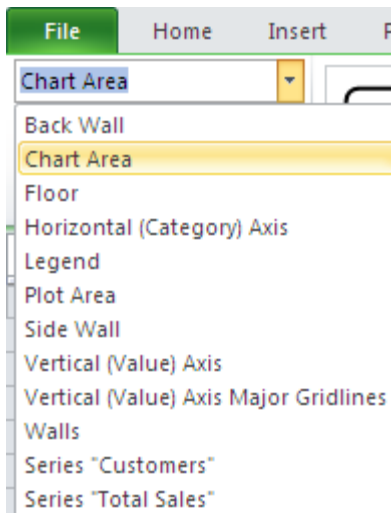 File Home Insert
Chart Area
Back Wall
Chart Area
Floor
Horizontal (Category) Axis
Legend
Plot Area
Side Wall
Vertical (Value) Axis
Vertical (Value) Axis Major Gridlines
Walls
Series "Customers"
Series "Total Sales"